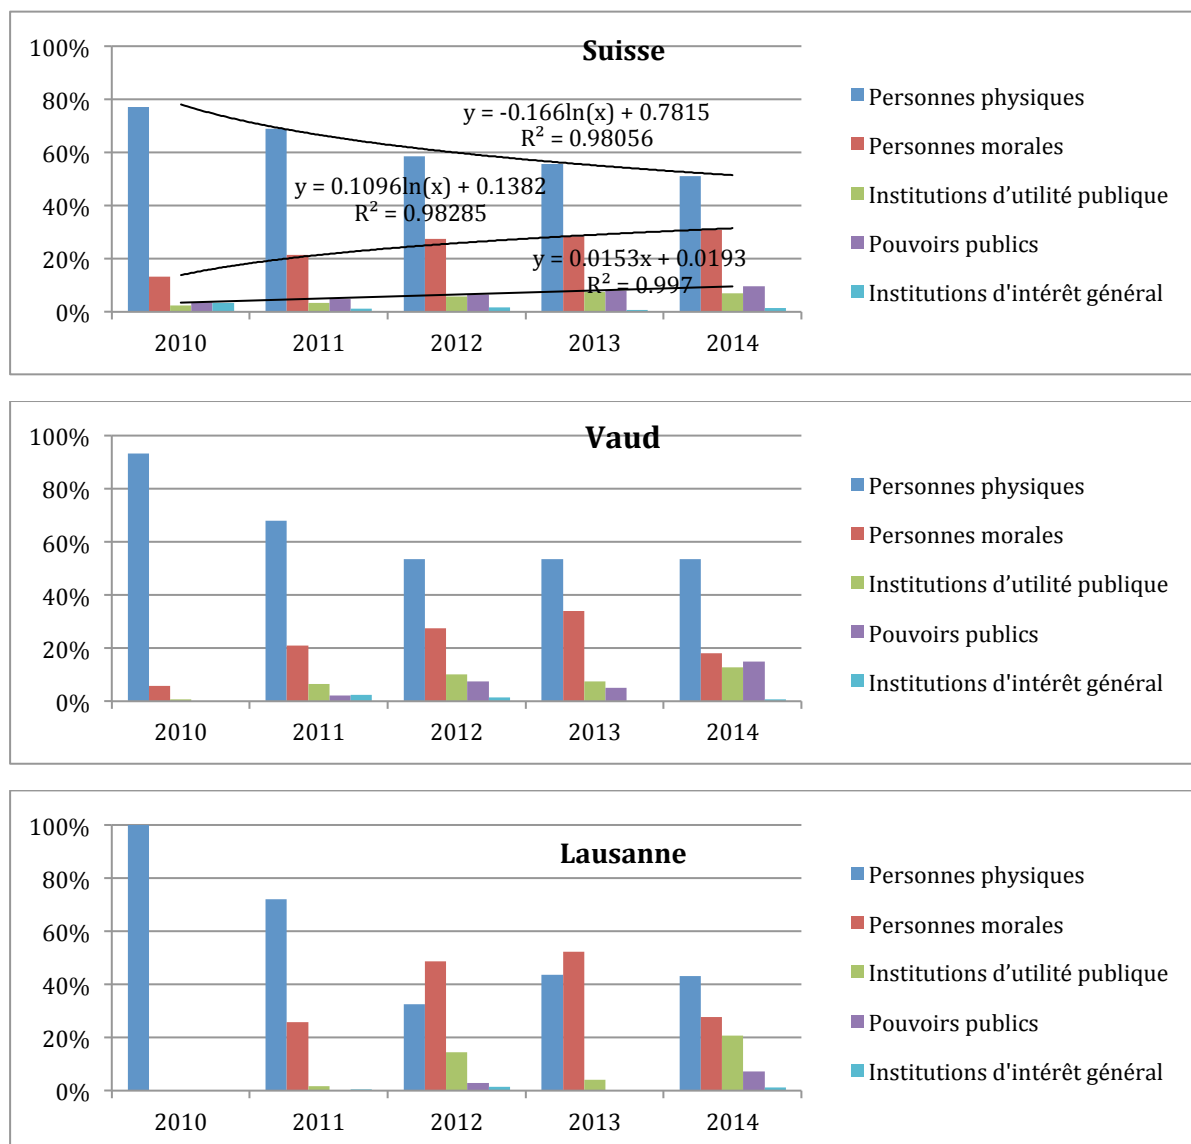 Suisse
100%
80%
60%
40%
20%
0%
y = -0.166ln(x) + 0.7815
R² = 0.98056
y = 0.1096ln(x) + 0.1382
R² = 0.98285
y = 0.0153x + 0.0193
R² = 0.997
2010 2011 2012 2013 2014
Personnes physiques
Personnes morales
Institutions d’utilité publique
Pouvoirs publics
Institutions d'intérêt général
Vaud
100%
80%
60%
40%
20%
0%
2010 2011 2012 2013 2014
Personnes physiques
Personnes morales
Institutions d’utilité publique
Pouvoirs publics
Institutions d'intérêt général
Lausanne
100%
80%
60%
40%
20%
0%
2010 2011 2012 2013 2014
Personnes physiques
Personnes morales
Institutions d’utilité publique
Pouvoirs publics
Institutions d'intérêt général